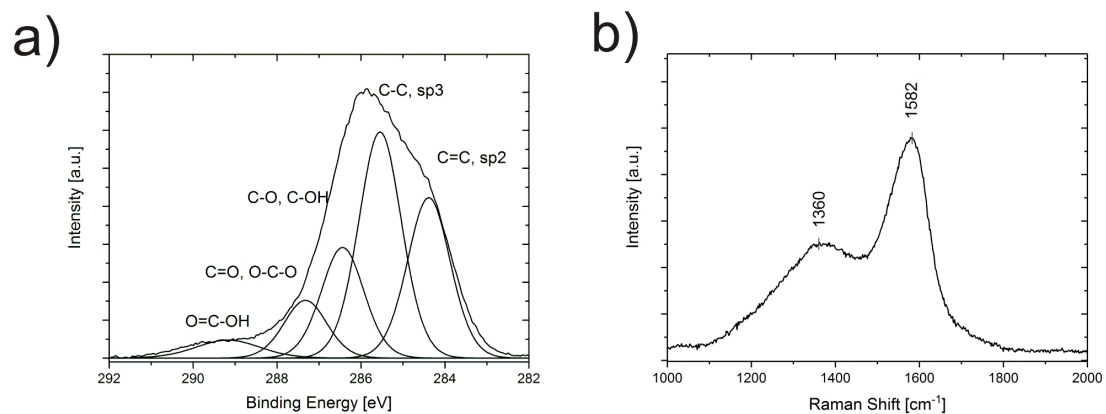 a)
C-C, sp3
C=C, sp2
C-O, C-OH
C=O, O-C-O
O=C-OH
Intensity [a.u.]
292 290 288 286 284 282
Binding Energy [eV]
b)
1582
1360
Intensity [a.u.]
1000 1200 1400 1600 1800 2000
Raman Shift [cm⁻¹]